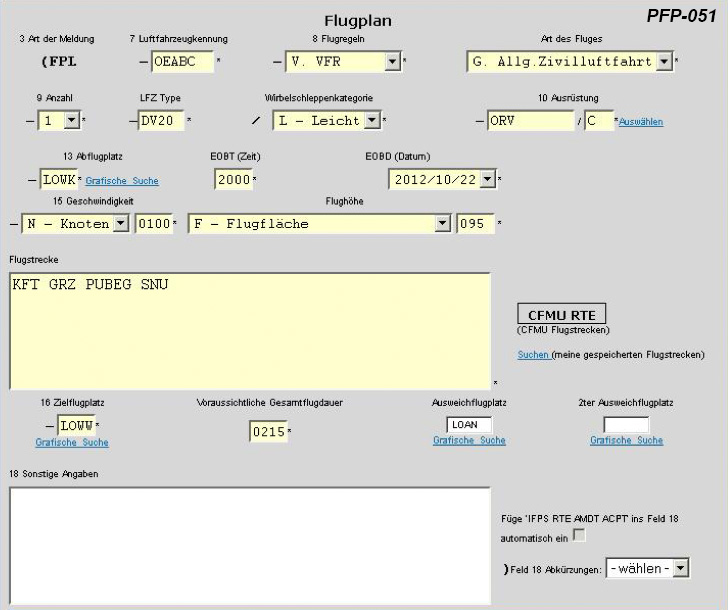 Flugplan
PFP-051
3 Art der Meldung 7 Luftfahrzeugkennung 8 Flugregeln Art des Fluges
(FPL - OEABC * - V. VFR * G. Allg.Zivilluftfahrt *
9 Anzahl LFZ Type Wirbelschleppenkategorie 10 Ausrüstung
- 1 * - DV20 * / L - Leicht * - ORV / C * Auswählen
13 Abflugplatz EOBT (Zeit) EOBD (Datum)
- LOWK * Grafische Suche 2000 * 2012/10/22 *
15 Geschwindigkeit Flughöhe
- N - Knoten 0100 * F - Flugfläche 095 *
Flugstrecke
KFT GRZ PUBEG SNU
*
CFMU RTE
(CFMU Flugstrecken)
Suchen (meine gespeicherten Flugstrecken)
16 Zielflugplatz Voraussichtliche Gesamtflugdauer Ausweichflugplatz 2ter Ausweichflugplatz
- LOWW * 0215 * LOAN
Grafische Suche Grafische Suche Grafische Suche
18 Sonstige Angaben
Füge 'IFPS RTE AMDT ACPT' ins Feld 18
automatisch ein
) Feld 18 Abkürzungen: - wählen -